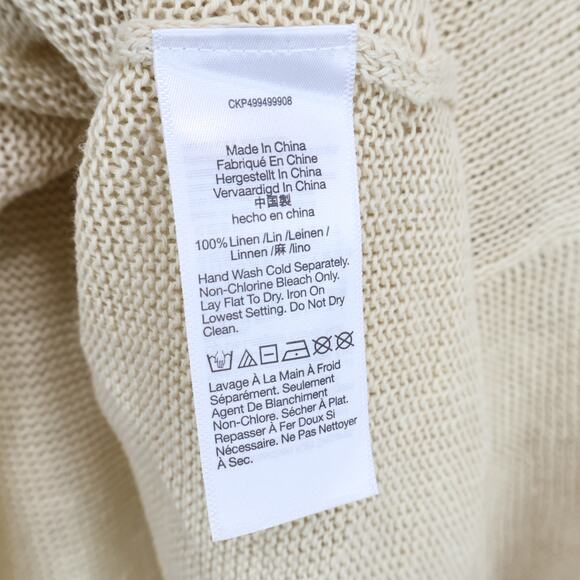 CKP499499908
Made In China
Fabriqué En Chine
Hergestellt In China
Vervaardigd In China
中国製
hecho en china
100% Linen /Lin /Leinen /
Linnen /麻 /lino
Hand Wash Cold Separately.
Non-Chlorine Bleach Only.
Lay Flat To Dry. Iron On
Lowest Setting. Do Not Dry
Clean.
Lavage À La Main À Froid
Séparément. Seulement
Agent De Blanchiment
Non-Chlore. Sécher À Plat.
Repasser À Fer Doux Si
Nécessaire. Ne Pas Nettoyer
À Sec.